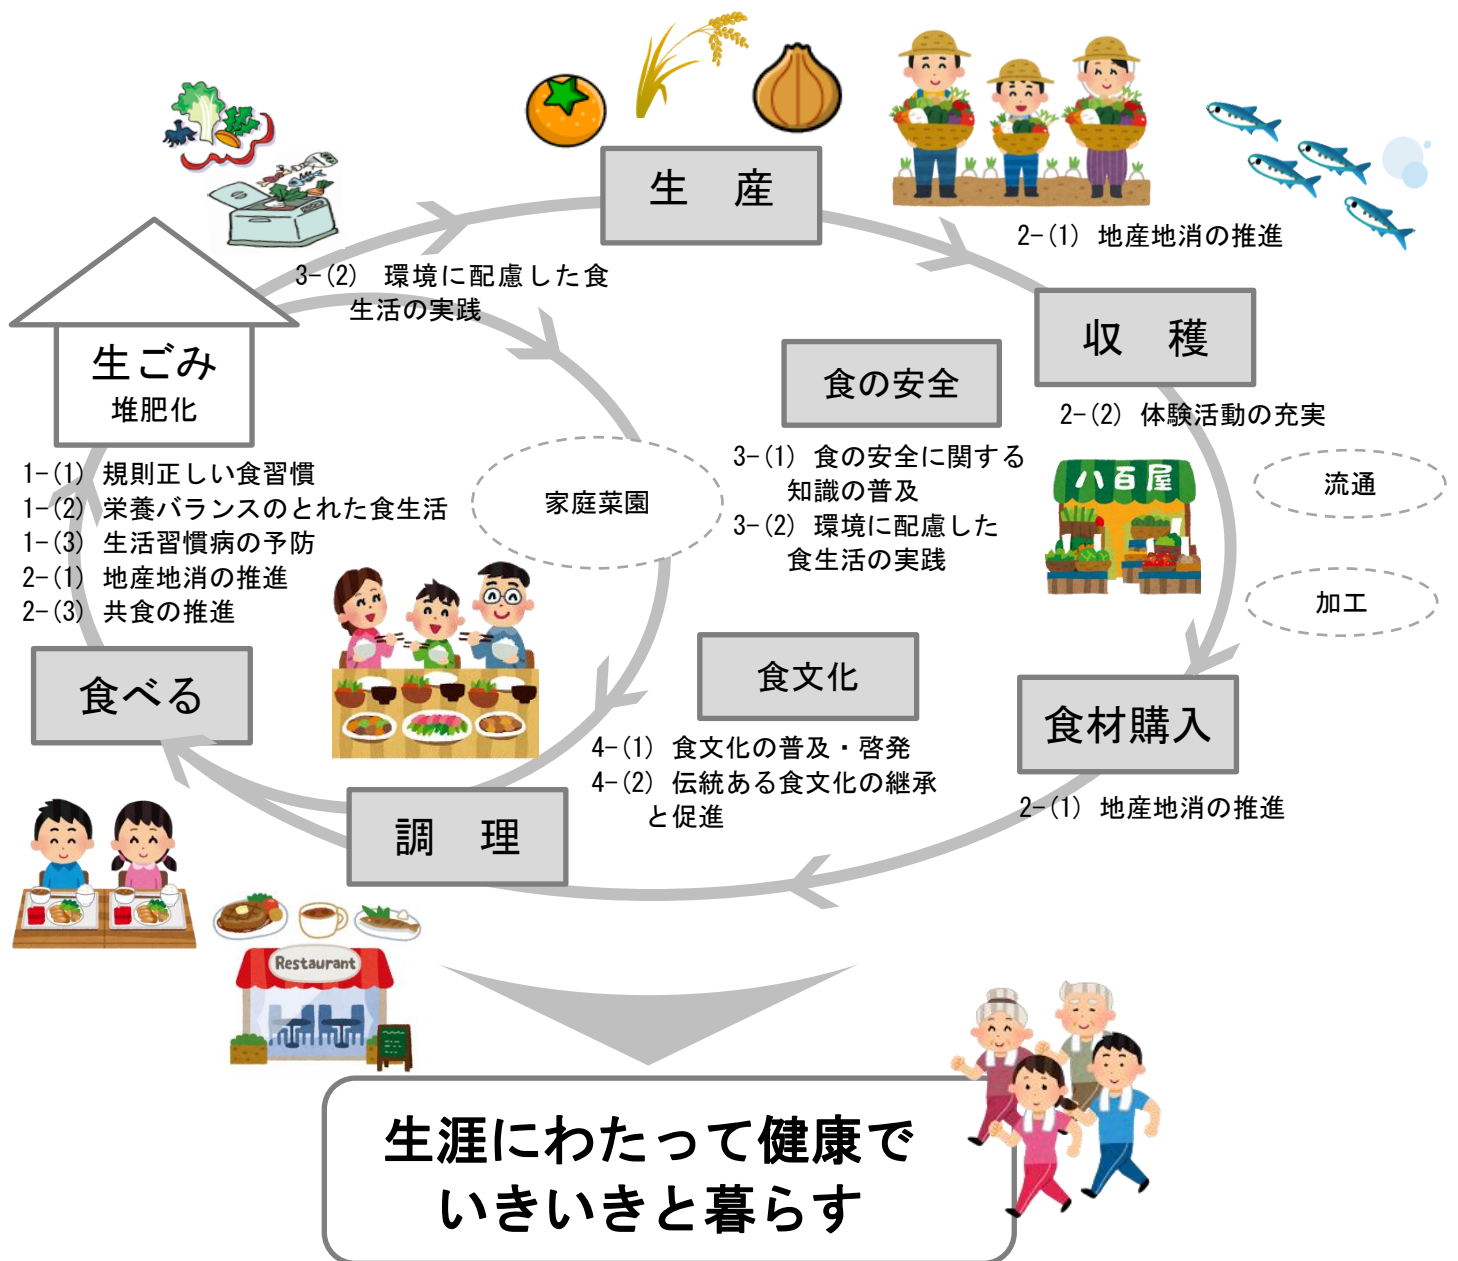 生　産
2-(1) 地産地消の推進
3-(2) 環境に配慮した食
生活の実践
収　穫
2-(2) 体験活動の充実
生ごみ
堆肥化
食の安全
3-(1) 食の安全に関する
知識の普及
3-(2) 環境に配慮した
食生活の実践
八百屋
流通
加工
家庭菜園
1-(1) 規則正しい食習慣
1-(2) 栄養バランスのとれた食生活
1-(3) 生活習慣病の予防
2-(1) 地産地消の推進
2-(3) 共食の推進
食べる
食文化
4-(1) 食文化の普及・啓発
4-(2) 伝統ある食文化の継承
と促進
食材購入
2-(1) 地産地消の推進
調　理
Restaurant
生涯にわたって健康で
いきいきと暮らす